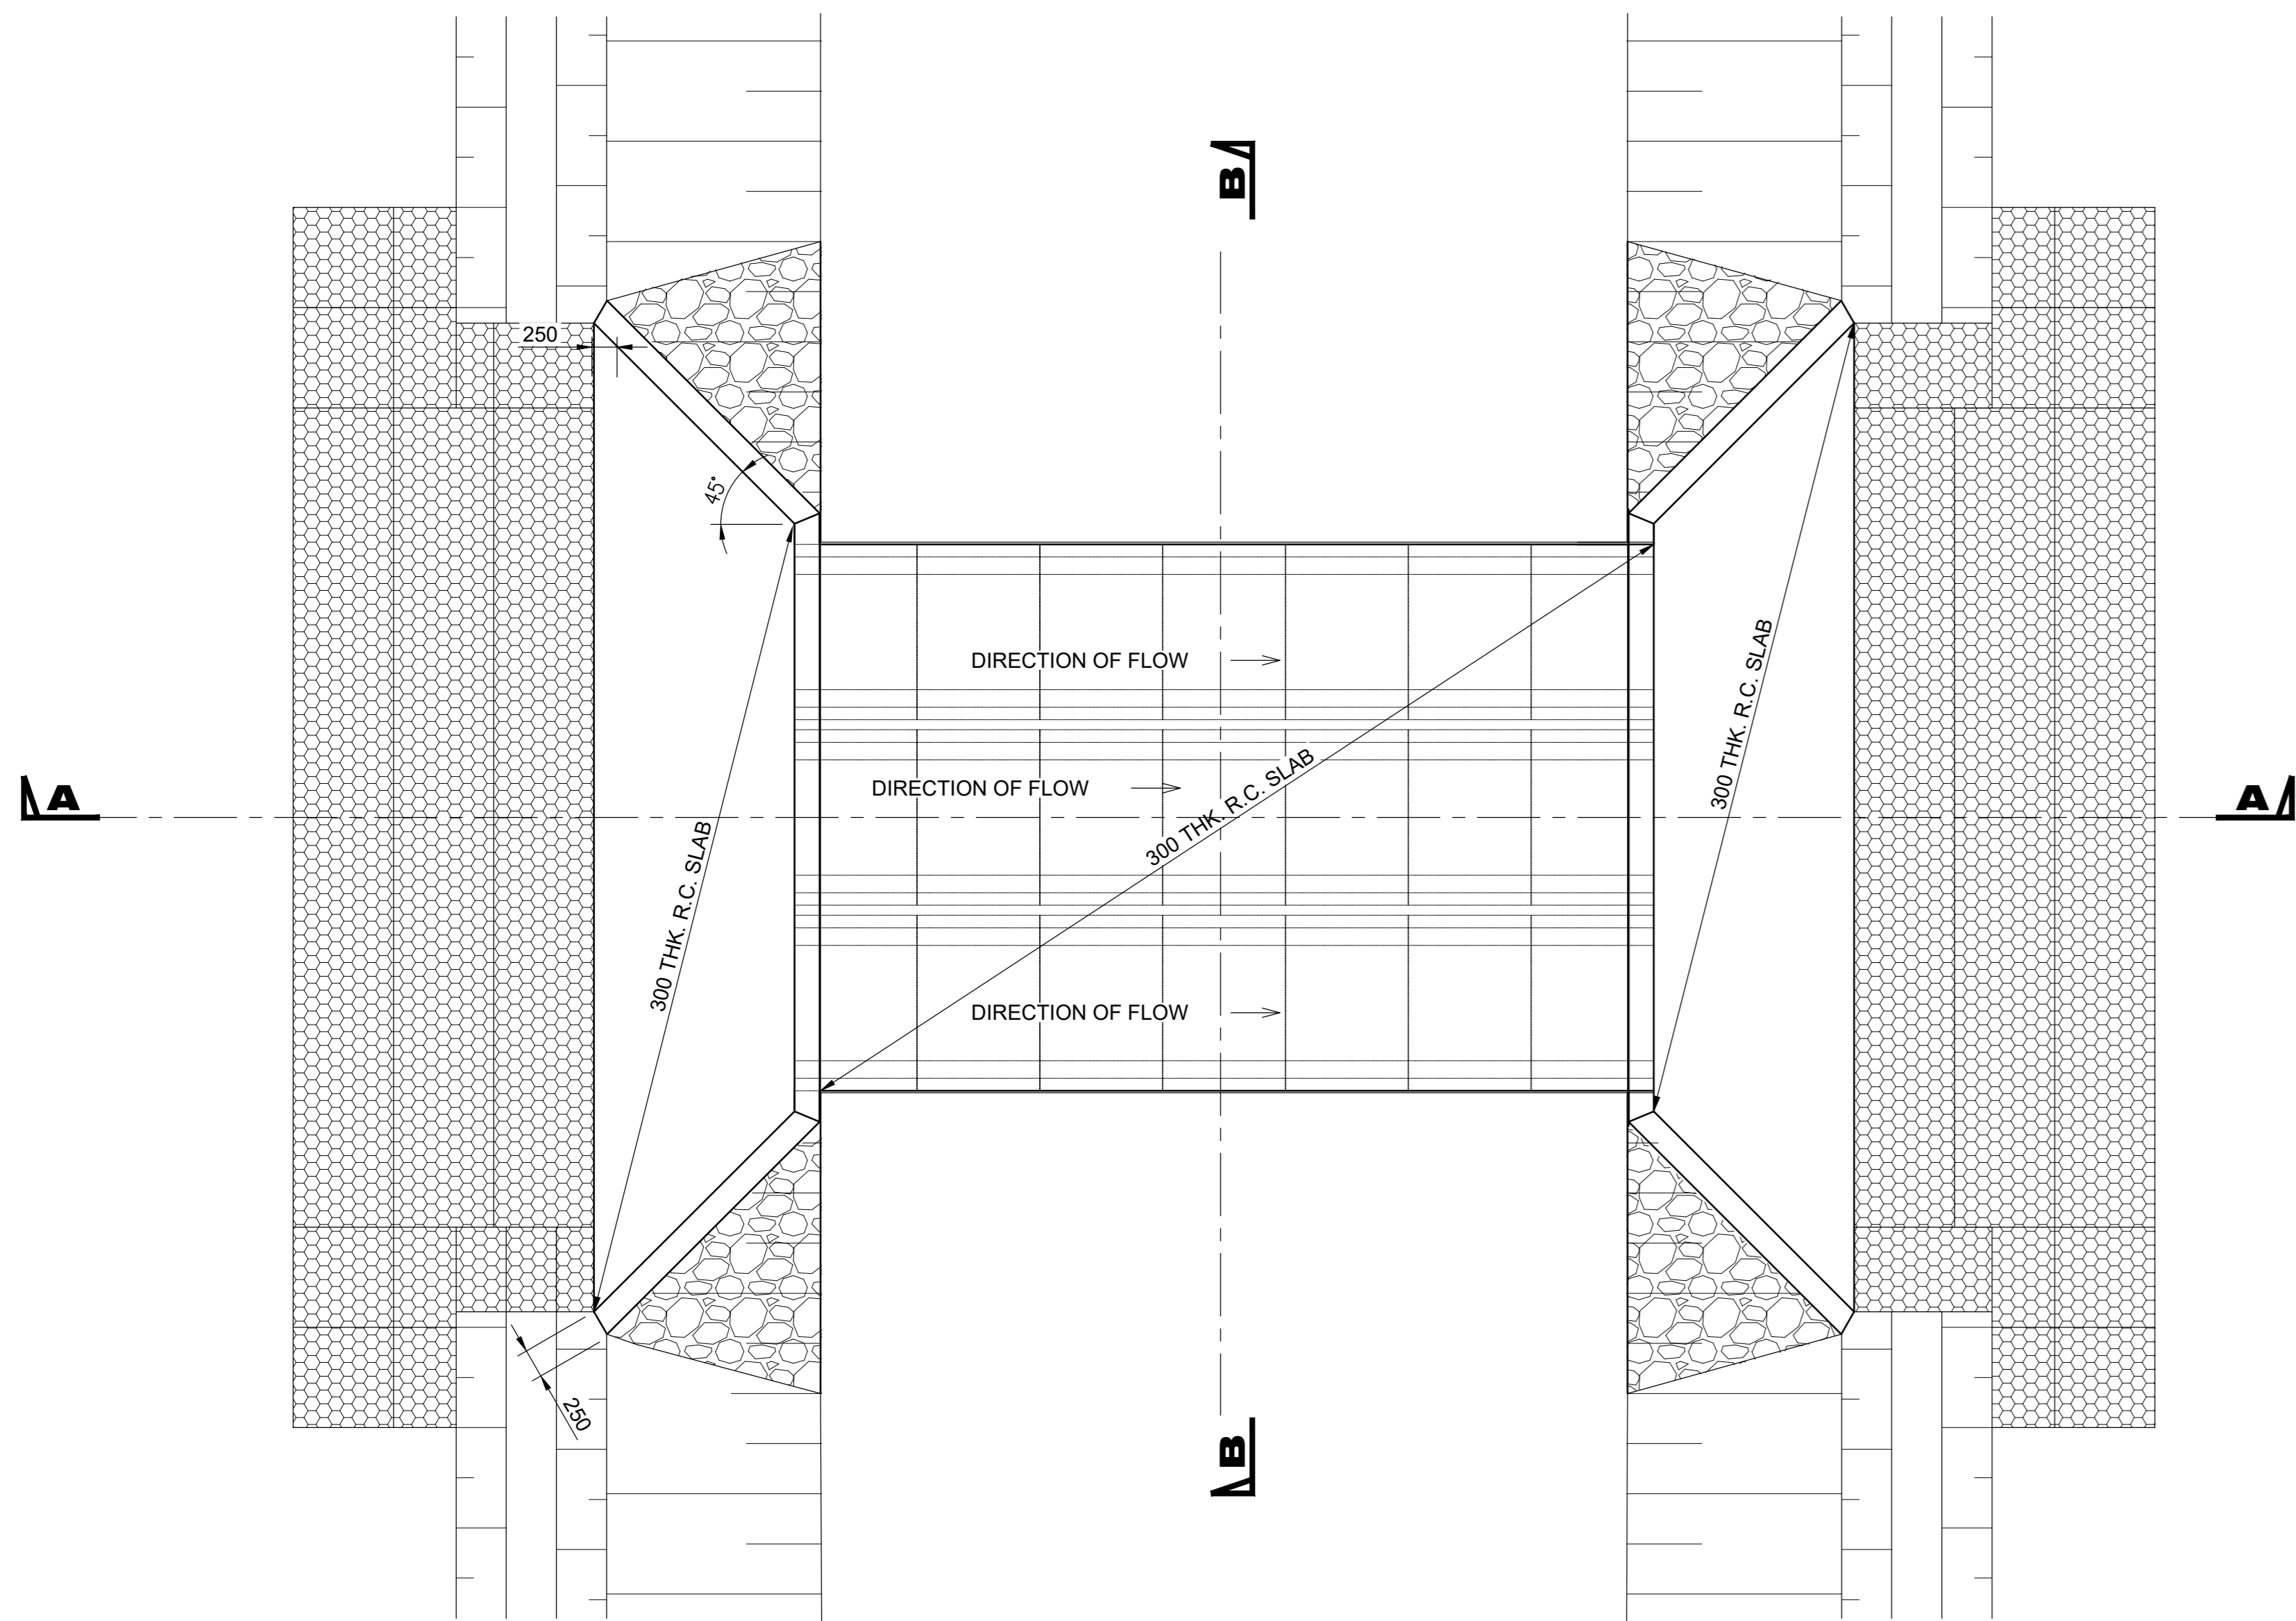 B
250
45°
DIRECTION OF FLOW
300 THK. R.C. SLAB
DIRECTION OF FLOW
300 THK. R.C. SLAB
A
A
300 THK. R.C. SLAB
DIRECTION OF FLOW
250
B